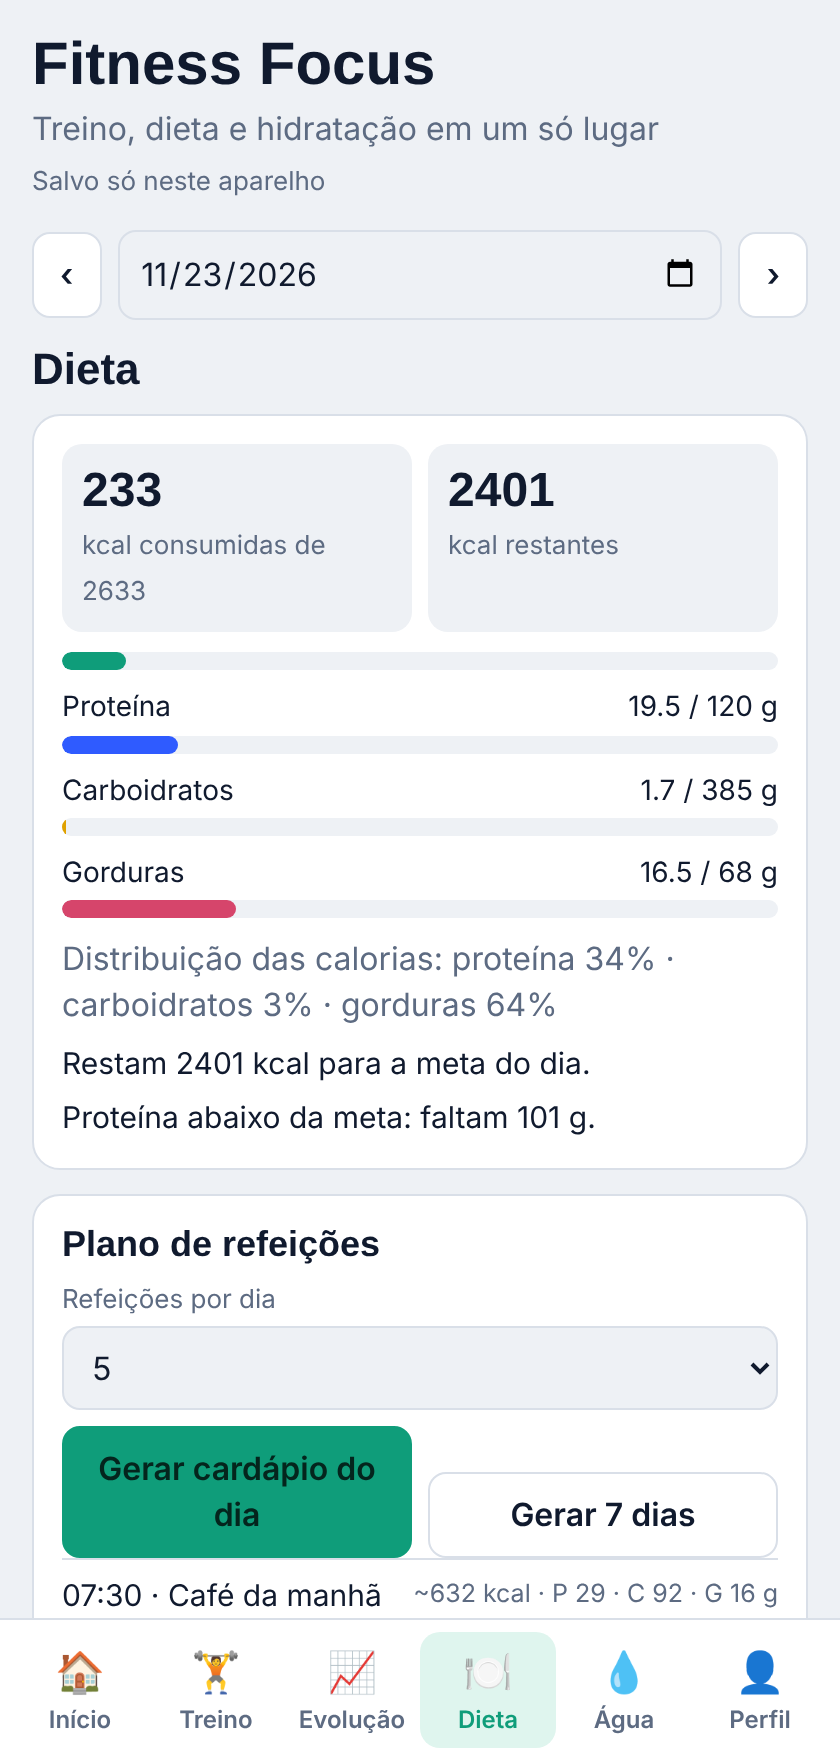 Fitness Focus
Treino, dieta e hidratação em um só lugar
Salvo só neste aparelho
‹ 11/23/2026 ›
Dieta
233 2401
kcal consumidas de kcal restantes
2633
Proteína 19.5 / 120 g
Carboidratos 1.7 / 385 g
Gorduras 16.5 / 68 g
Distribuição das calorias: proteína 34% ·
carboidratos 3% · gorduras 64%
Restam 2401 kcal para a meta do dia.
Proteína abaixo da meta: faltam 101 g.
Plano de refeições
Refeições por dia
5
Gerar cardápio do
dia
Gerar 7 dias
07:30 · Café da manhã ~632 kcal · P 29 · C 92 · G 16 g
Início Treino Evolução Dieta Água Perfil